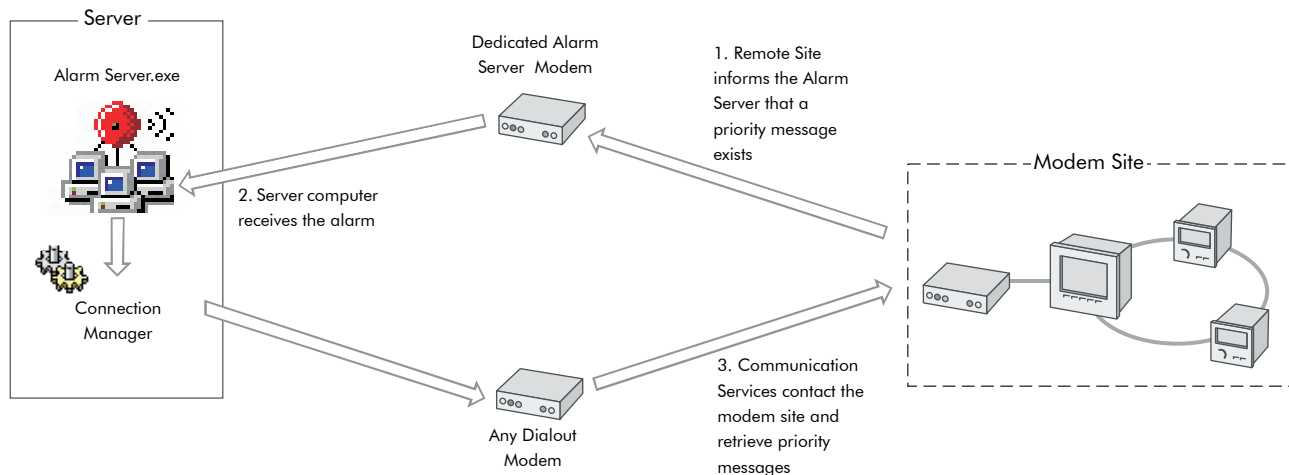 Server
Alarm Server.exe
Connection
Manager
Dedicated Alarm
Server Modem
2. Server computer
receives the alarm
1. Remote Site
informs the Alarm
Server that a
priority message
exists
Modem Site
Any Dialout
Modem
3. Communication
Services contact the
modem site and
retrieve priority
messages